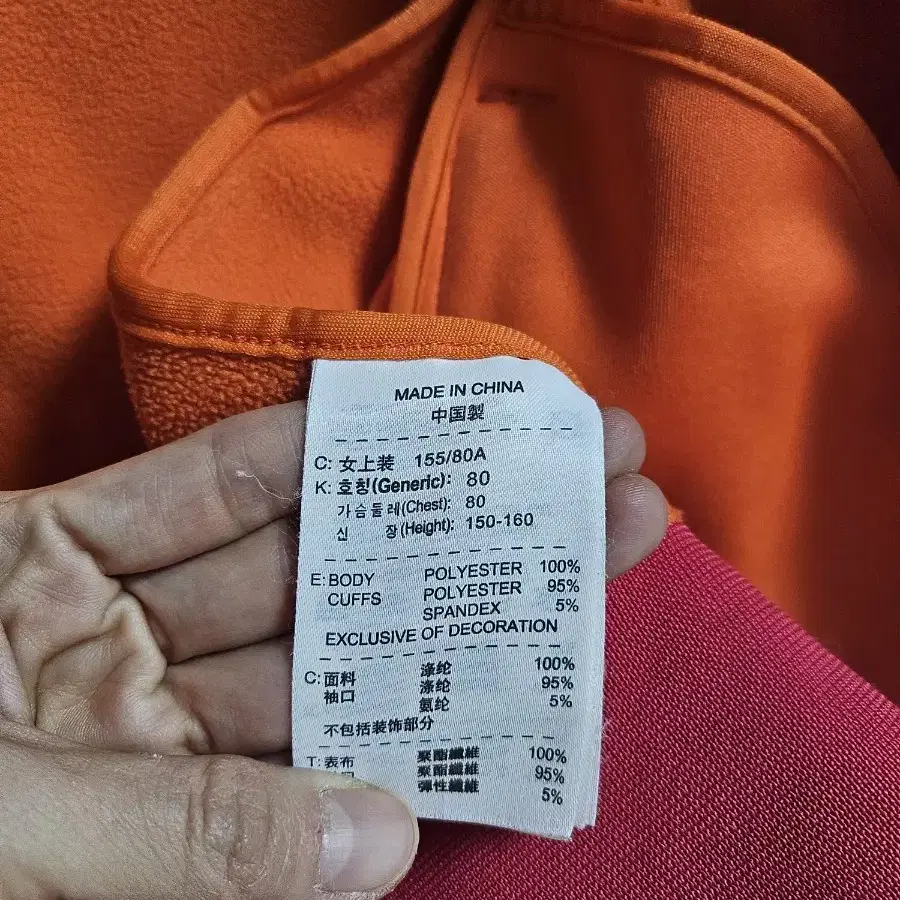 MADE IN CHINA
中国製
C: 女上装 155/80A
K: 호칭(Generic): 80
가슴둘레(Chest): 80
신 장(Height): 150-160
E: BODY POLYESTER 100%
CUFFS POLYESTER 95%
SPANDEX 5%
EXCLUSIVE OF DECORATION
C: 面料 涤纶 100%
袖口 涤纶 95%
氨纶 5%
不包括装饰部分
T: 表布 聚酯纖維 100%
聚酯纖維 95%
彈性纖維 5%